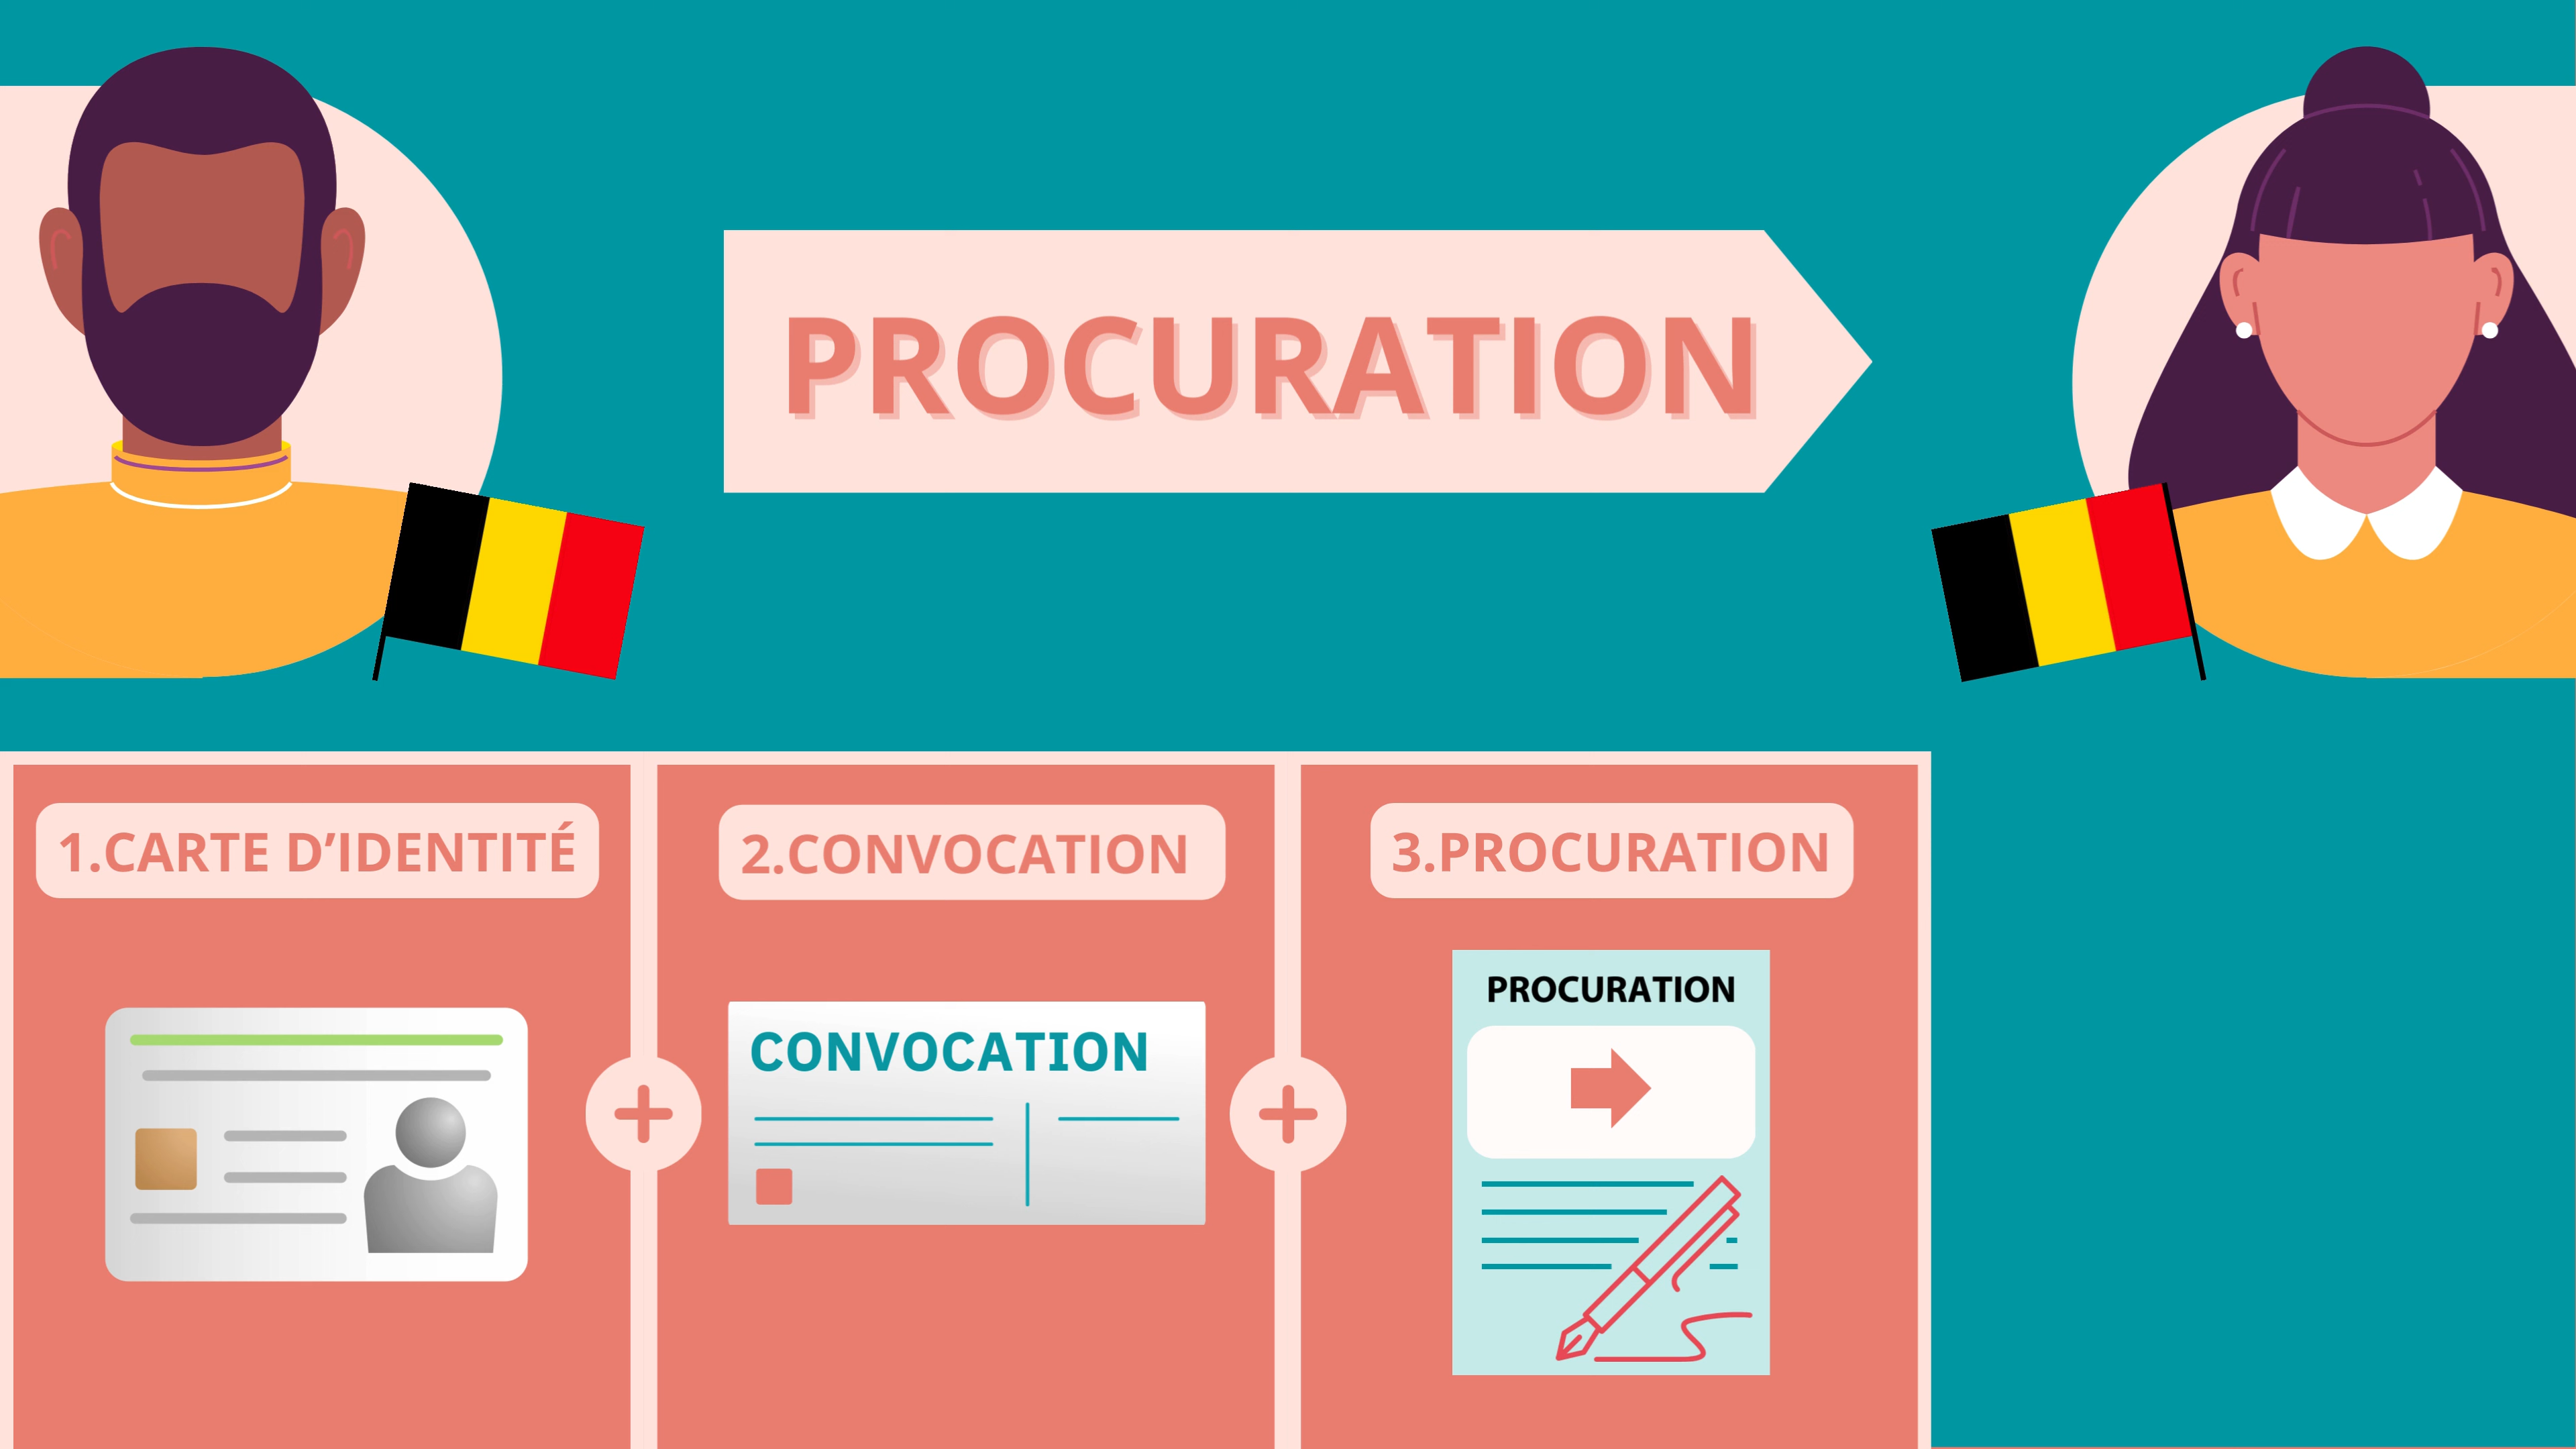 PROCURATION
1.CARTE D’IDENTITÉ
2.CONVOCATION
3.PROCURATION
CONVOCATION
PROCURATION